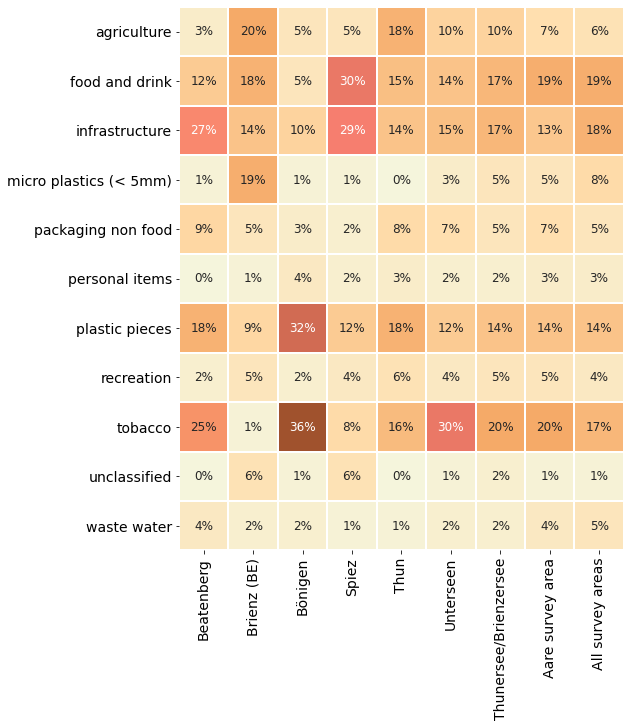 agriculture 3% 20% 5% 5% 18% 10% 10% 7% 6%
food and drink 12% 18% 5% 30% 15% 14% 17% 19% 19%
infrastructure 27% 14% 10% 29% 14% 15% 17% 13% 18%
micro plastics (< 5mm) 1% 19% 1% 1% 0% 3% 5% 5% 8%
packaging non food 9% 5% 3% 2% 8% 7% 5% 7% 5%
personal items 0% 1% 4% 2% 3% 2% 2% 3% 3%
plastic pieces 18% 9% 32% 12% 18% 12% 14% 14% 14%
recreation 2% 5% 2% 4% 6% 4% 5% 5% 4%
tobacco 25% 1% 36% 8% 16% 30% 20% 20% 17%
unclassified 0% 6% 1% 6% 0% 1% 2% 1% 1%
waste water 4% 2% 2% 1% 1% 2% 2% 4% 5%
Beatenberg
Brienz (BE)
Bönigen
Spiez
Thun
Unterseen
Thunersee/Brienzersee
Aare survey area
All survey areas